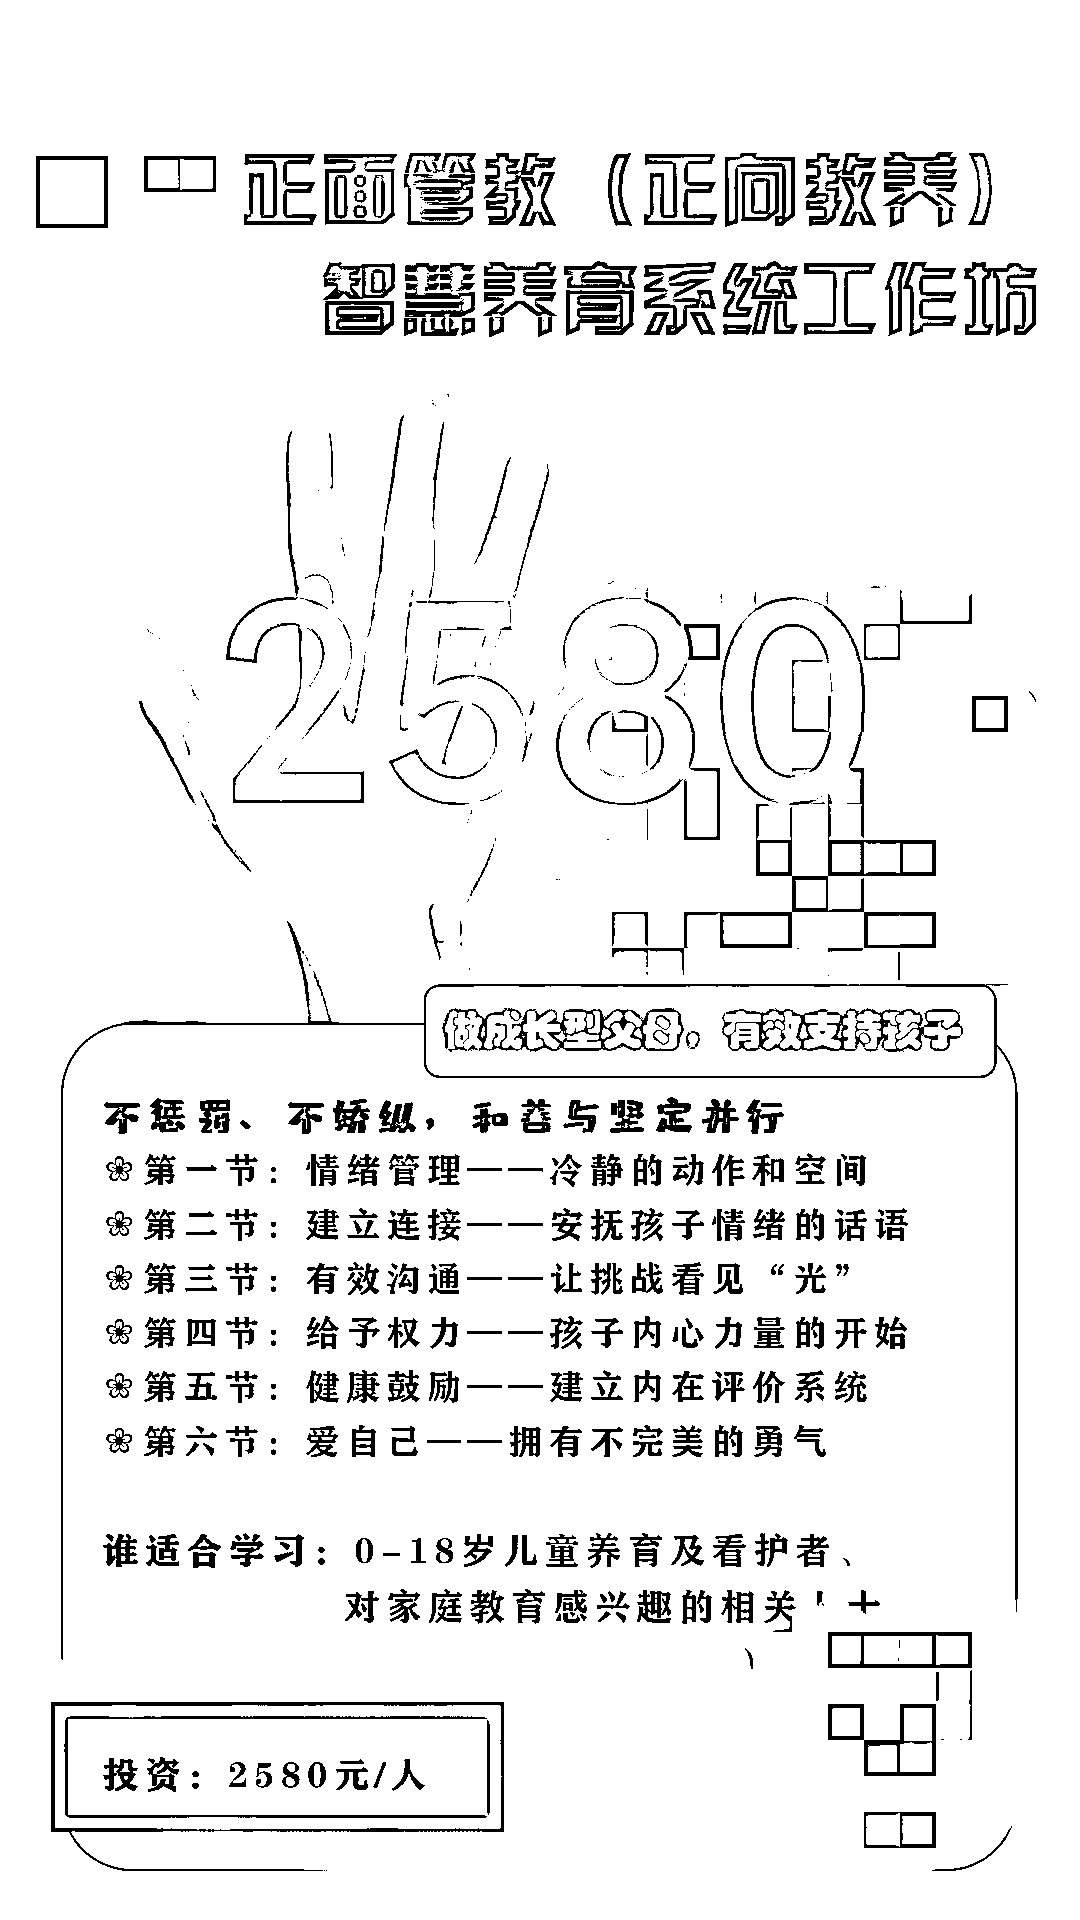 正面管教（正向教养）
智慧养育系统工作坊
2580
做成长型父母，有效支持孩子
不惩罚、不娇纵，和善与坚定并行
❀第一节：情绪管理——冷静的动作和空间
❀第二节：建立连接——安抚孩子情绪的话语
❀第三节：有效沟通——让挑战看见“光”
❀第四节：给予权力——孩子内心力量的开始
❀第五节：健康鼓励——建立内在评价系统
❀第六节：爱自己——拥有不完美的勇气
谁适合学习：0-18岁儿童养育及看护者、
对家庭教育感兴趣的相关
投资：2580元/人